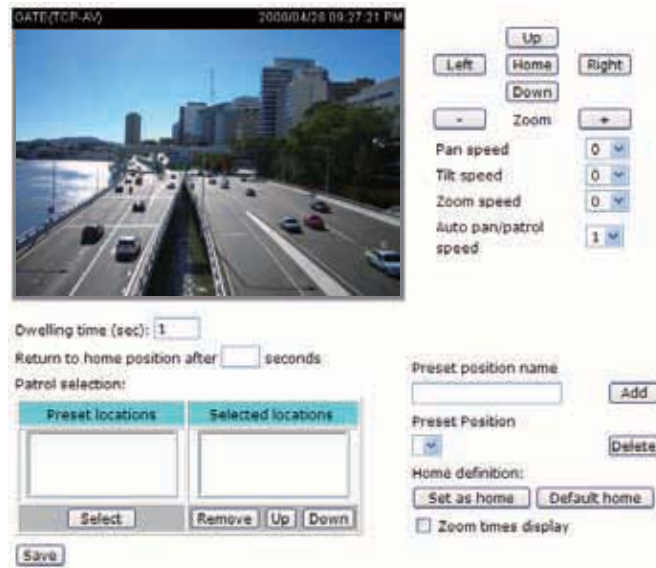 GATE(TCP-AV) 2008/04/28 09:27:21 PM
Up
Left Home Right
Down
- Zoom +
Pan speed 0
Tilt speed 0
Zoom speed 0
Auto pan/patrol speed 1
Dwelling time (sec): 1
Return to home position after seconds
Patrol selection:
Preset locations Selected locations
Select Remove Up Down
Save
Preset position name
Add
Preset Position
Delete
Home definition:
Set as home Default home
Zoom times display